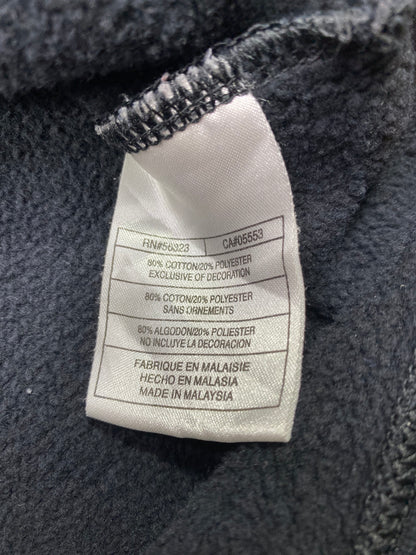 RN#56323 CA#05553
80% COTTON/20% POLYESTER
EXCLUSIVE OF DECORATION
80% COTON/20% POLYESTER
SANS ORNEMENTS
80% ALGODON/20% POLIESTER
NO INCLUYE LA DECORACION
FABRIQUE EN MALAISIE
HECHO EN MALASIA
MADE IN MALAYSIA